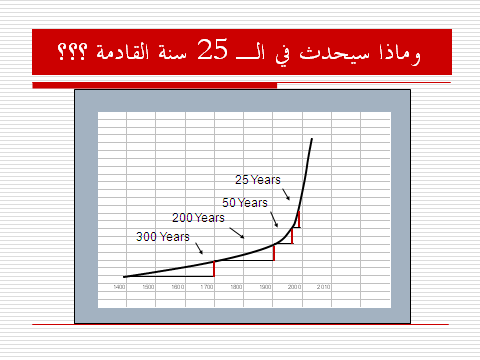 وماذا سيحدث في الـــ 25 سنة القادمة ؟؟؟
25 Years
50 Years
200 Years
300 Years
1400 1500 1600 1700 1800 1900 2000 2010